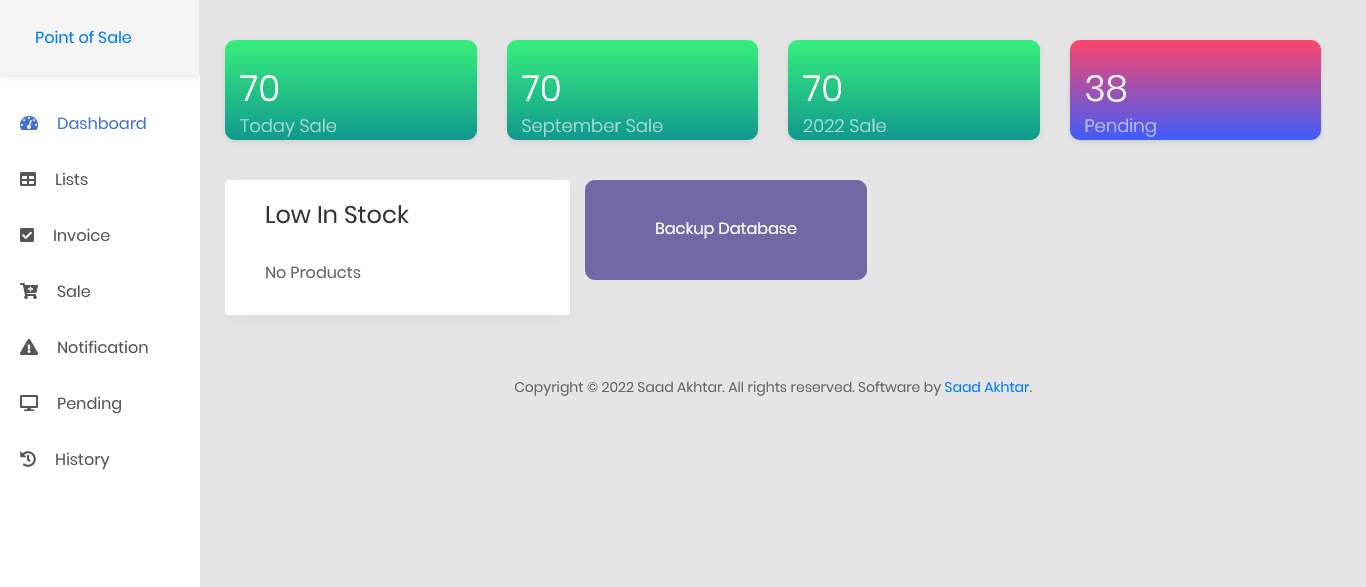 Point of Sale
Dashboard
Lists
Invoice
Sale
Notification
Pending
History
70
Today Sale
70
September Sale
70
2022 Sale
38
Pending
Low In Stock
No Products
Backup Database
Copyright © 2022 Saad Akhtar. All rights reserved. Software by Saad Akhtar.